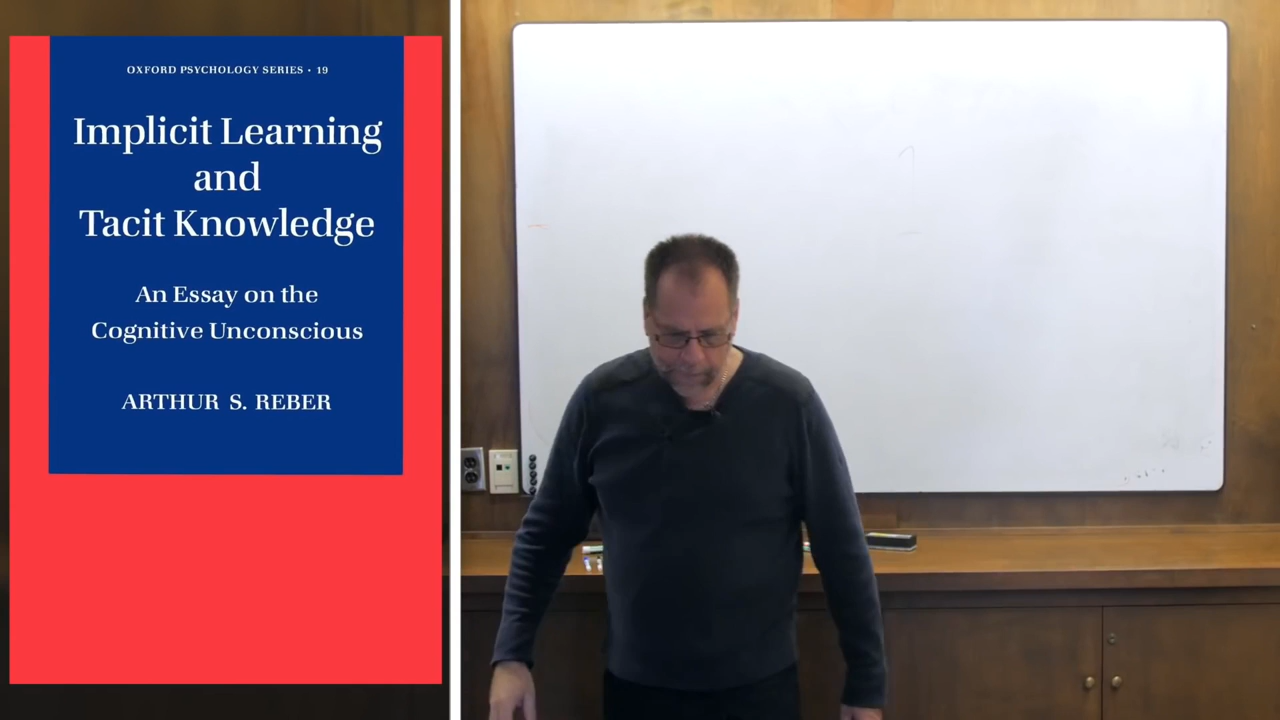 OXFORD PSYCHOLOGY SERIES • 19
Implicit Learning
and
Tacit Knowledge
An Essay on the
Cognitive Unconscious
ARTHUR S. REBER